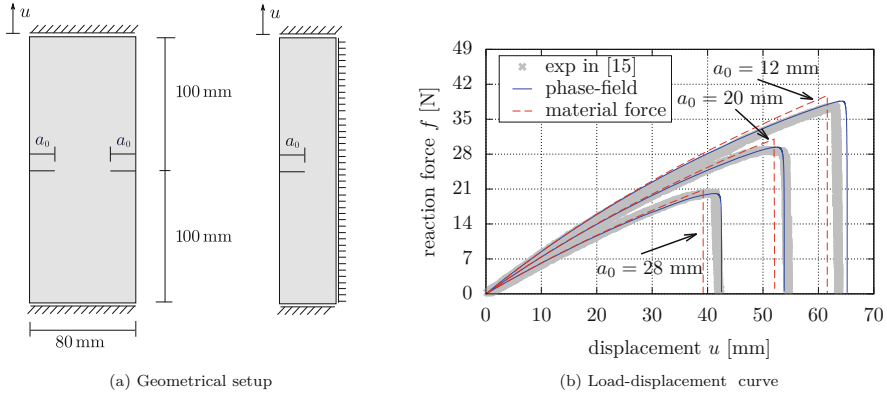 u
u
100 mm
a₀
a₀
a₀
100 mm
80 mm
(a) Geometrical setup
49
42
35
28
21
14
7
0
reaction force f [N]
exp in [15]
phase-field
material force
a₀ = 12 mm
a₀ = 20 mm
a₀ = 28 mm
0 10 20 30 40 50 60 70
displacement u [mm]
(b) Load-displacement curve